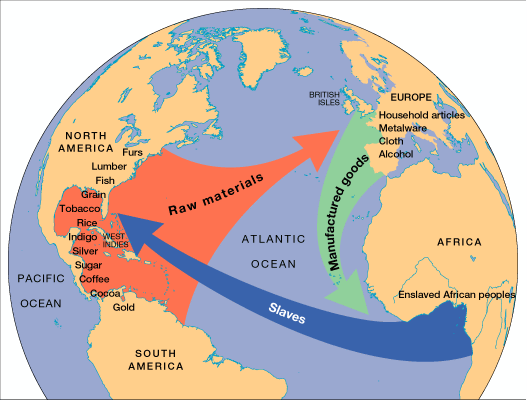 BRITISH
ISLES
EUROPE
Household articles
Metalware
Cloth
Alcohol
NORTH
AMERICA
Furs
Lumber
Fish
Grain
Tobacco
Rice
Indigo
Silver
Sugar
Coffee
Cocoa
Gold
WEST
INDIES
Raw materials
Manufactured goods
ATLANTIC
OCEAN
AFRICA
PACIFIC
OCEAN
Enslaved African peoples
Slaves
SOUTH
AMERICA